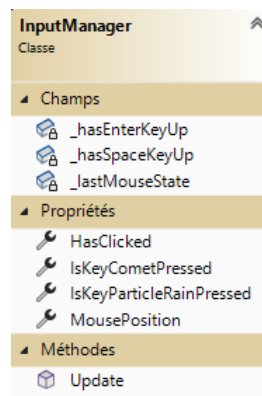 InputManager
Classe
Champs
_hasEnterKeyUp
_hasSpaceKeyUp
_lastMouseState
Propriétés
HasClicked
IsKeyCometPressed
IsKeyParticleRainPressed
MousePosition
Méthodes
Update